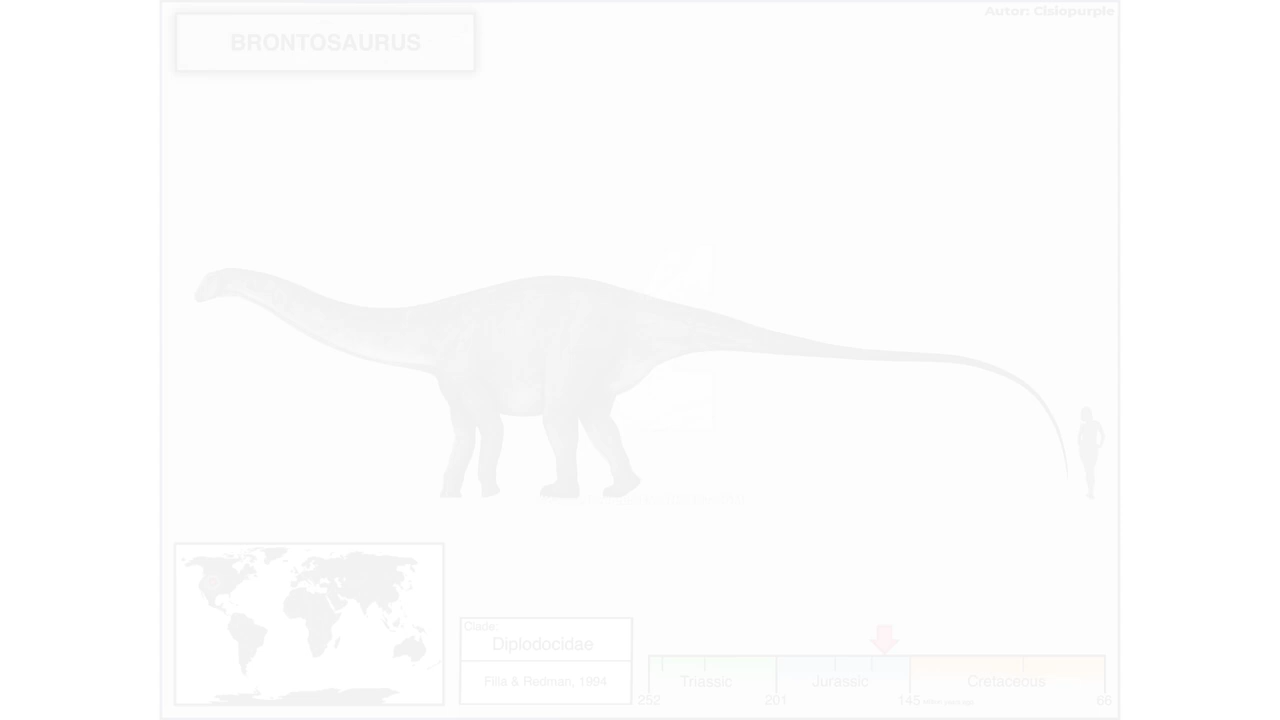 Autor: Cisiopurple
BRONTOSAURUS
Clade:
Diplodocidae
Filla & Redman, 1994
Triassic
Jurassic
Cretaceous
252
201
145
66